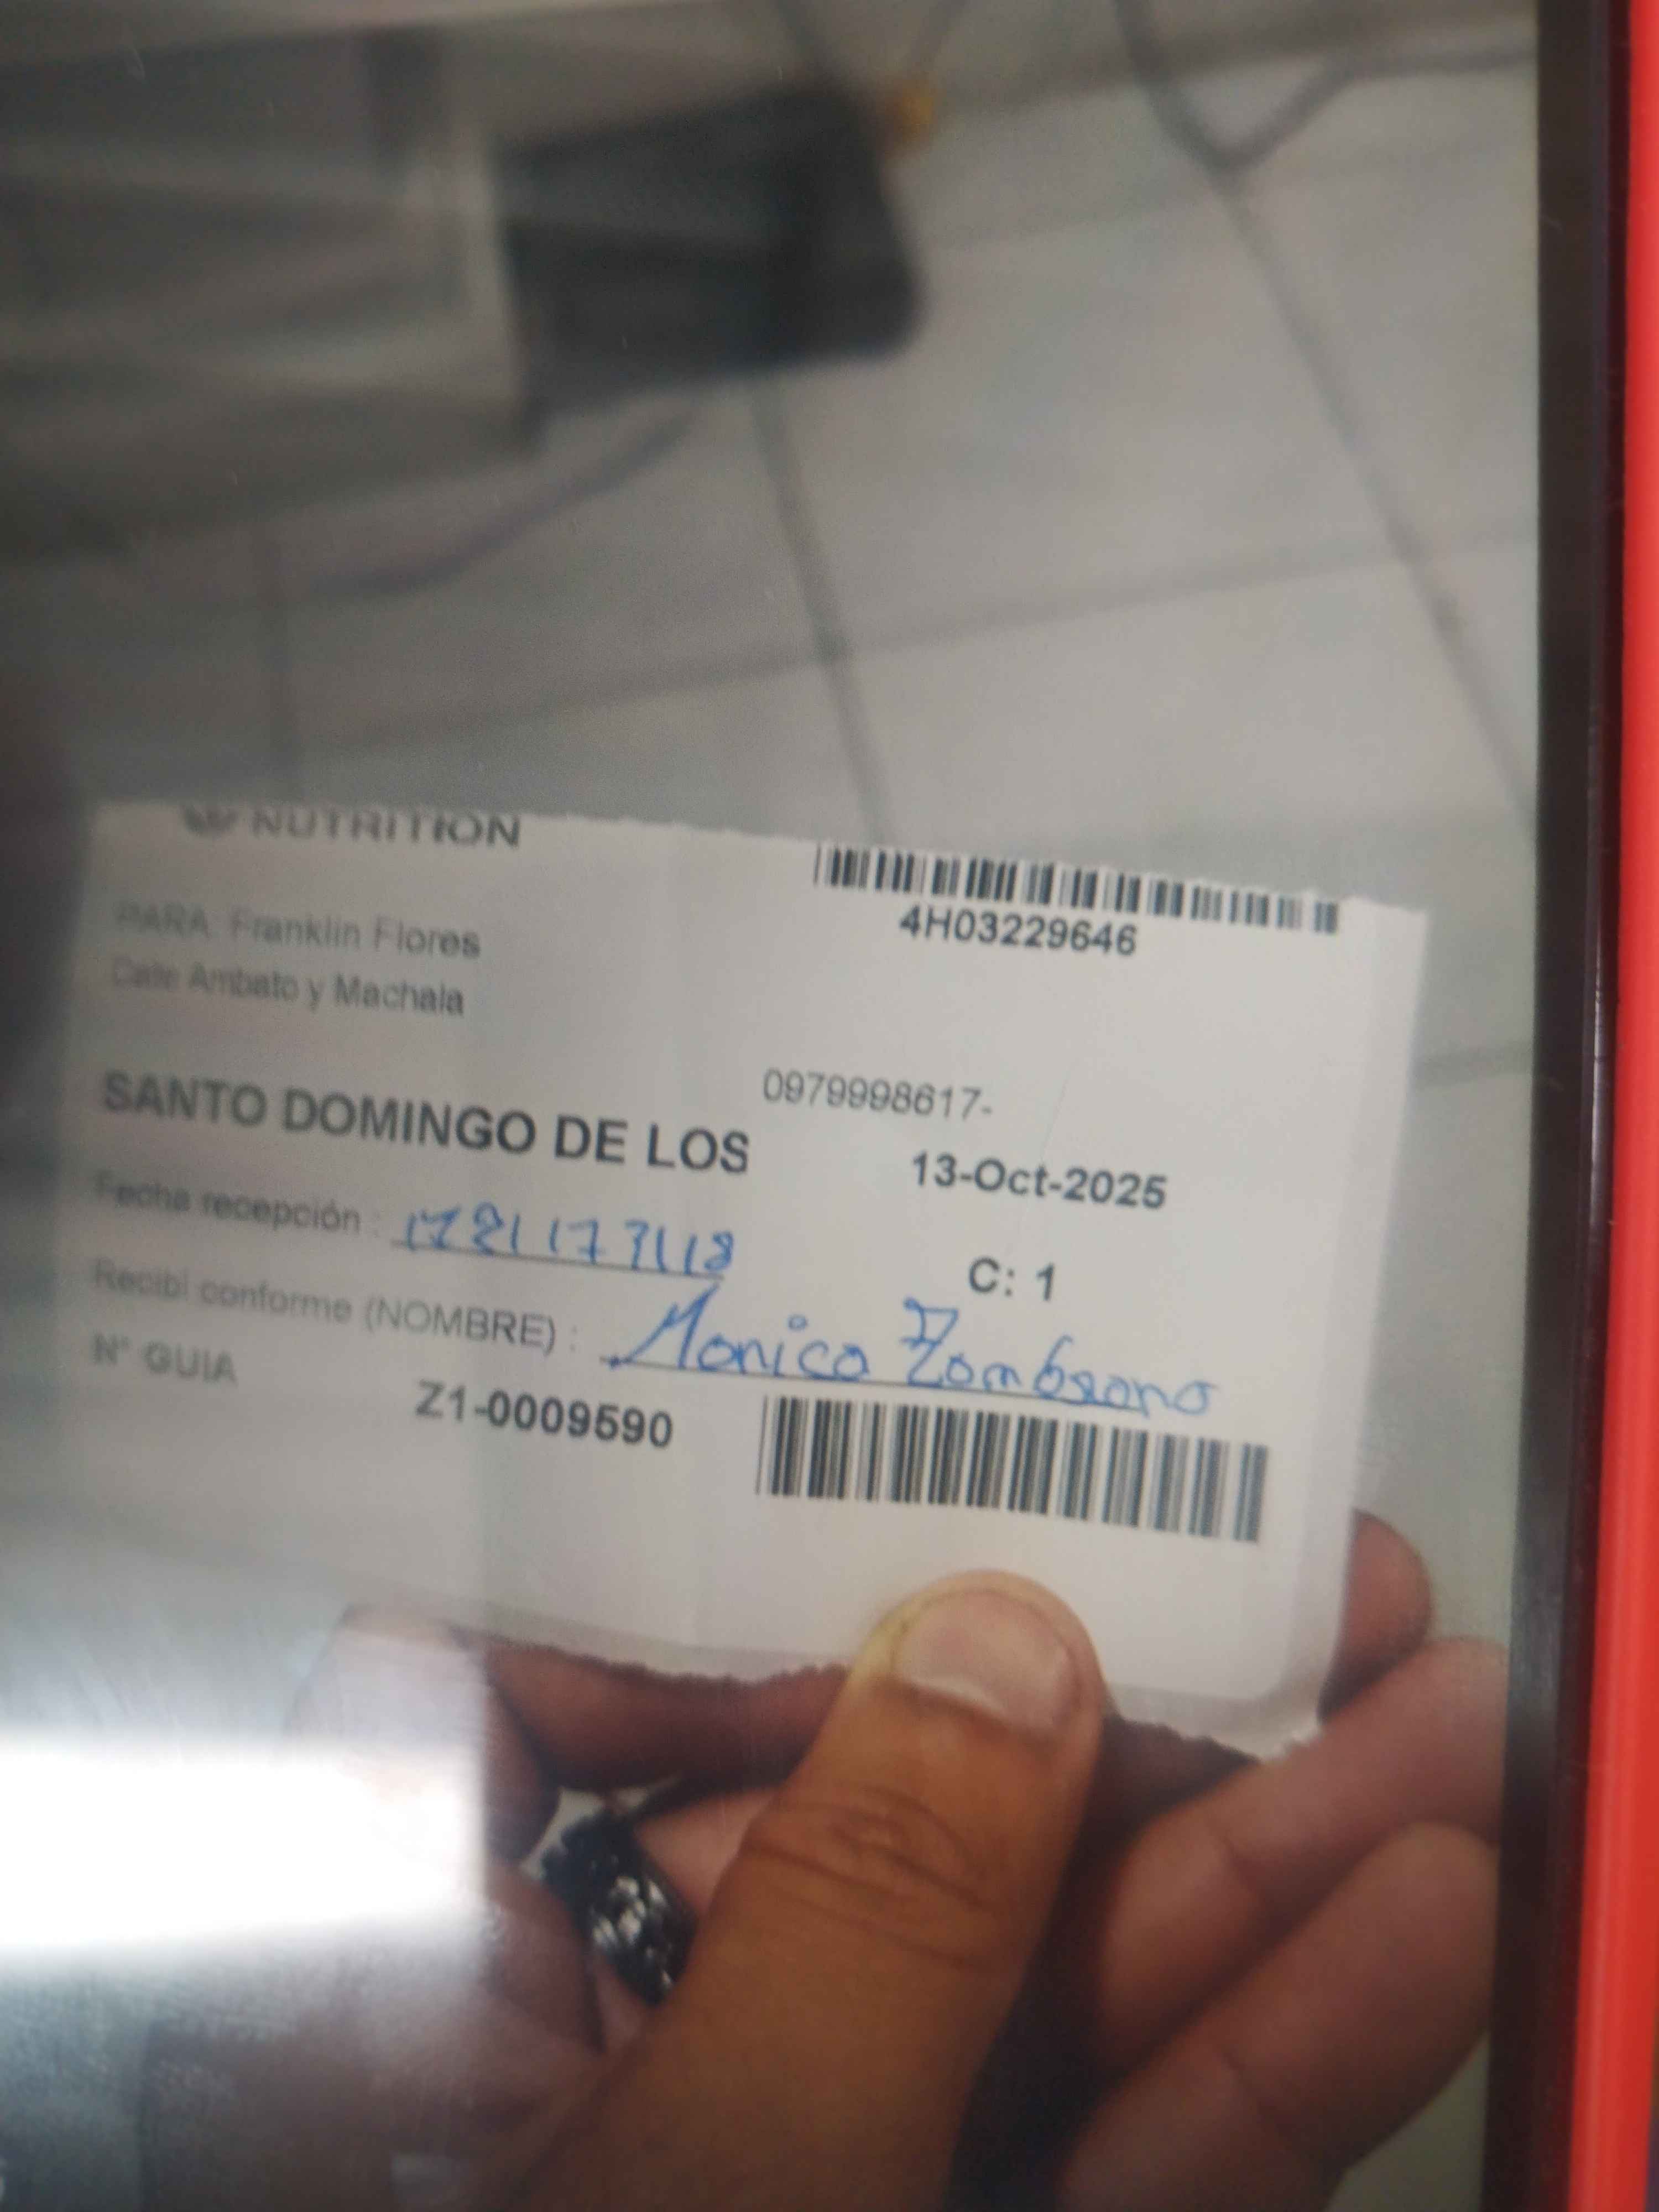 NUTRITION
4H03229646
PARA: Franklin Flores
Calle Ambato y Machala
0979998617-
SANTO DOMINGO DE LOS
13-Oct-2025
Fecha recepción :
C: 1
Recibí conforme (NOMBRE) : Monica Zambrano
N° GUIA
Z1-0009590